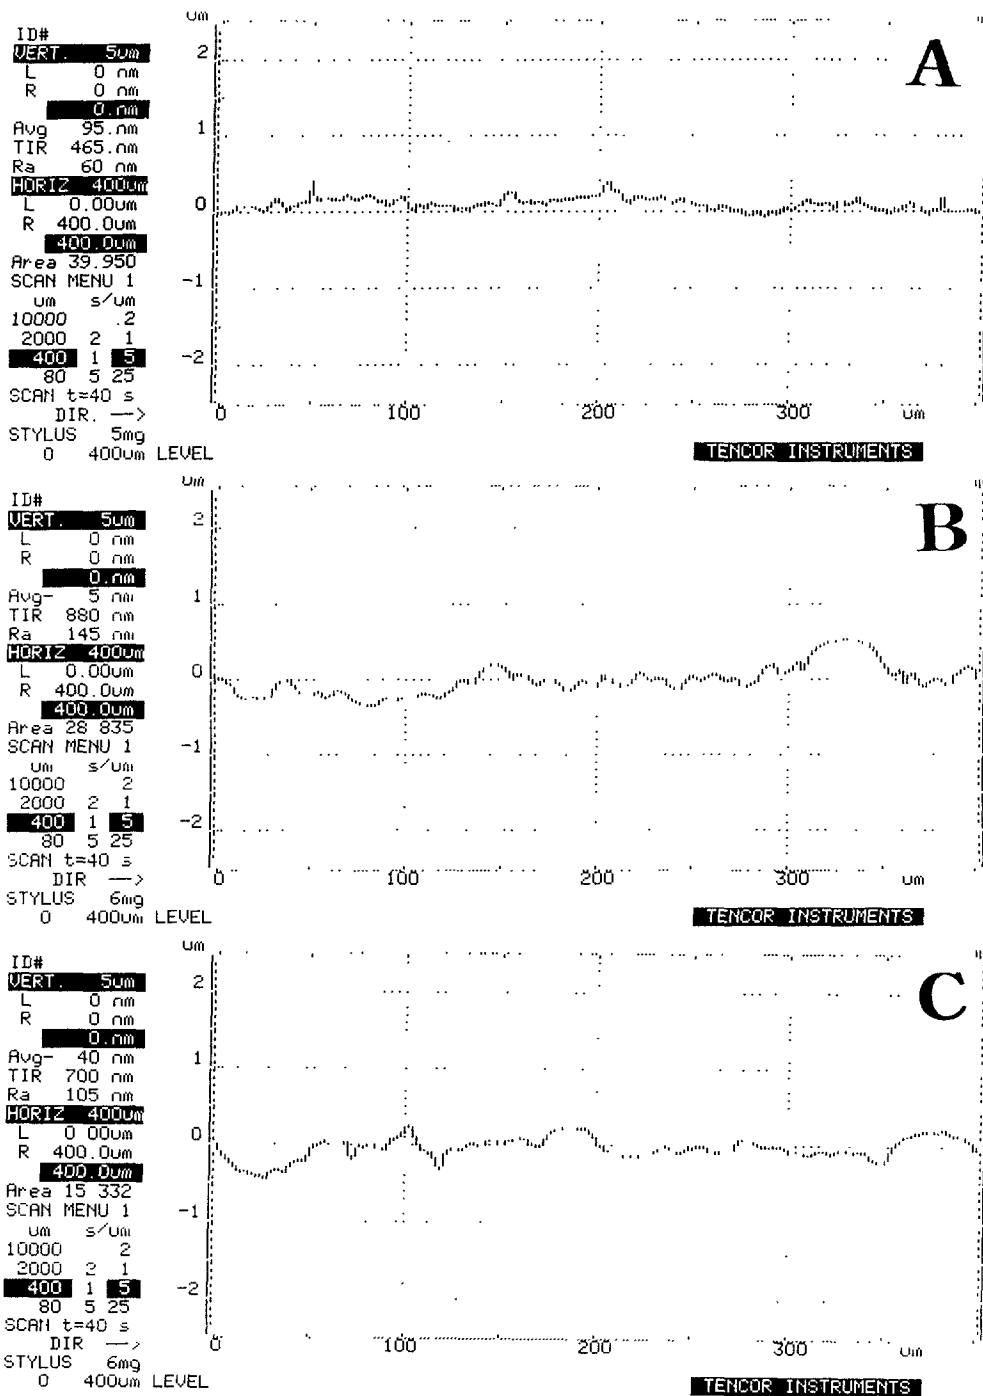 um
A
ID#
VERT. 5um
L 0 nm
R 0 nm
0.nm
Avg 95.nm
TIR 465.nm
Ra 60 nm
HORIZ 400um
L 0.00um
R 400.0um
400.0um
Area 39.950
SCAN MENU 1
um s/um
10000 .2
2000 2 1
400 1 5
80 5 25
SCAN t=40 s
DIR. -->
STYLUS 5mg
0 400um LEVEL
2
1
0
-1
-2
0 100 200 300 um
TENCOR INSTRUMENTS
um
B
ID#
VERT. 5um
L 0 nm
R 0 nm
0.nm
Avg- 5 nm
TIR 880 nm
Ra 145 nm
HORIZ 400um
L 0.00um
R 400.0um
400.0um
Area 28 835
SCAN MENU 1
um s/um
10000 2
2000 2 1
400 1 5
80 5 25
SCAN t=40 s
DIR -->
STYLUS 6mg
0 400um LEVEL
2
1
0
-1
-2
0 100 200 300 um
TENCOR INSTRUMENTS
um
C
ID#
VERT. 5um
L 0 nm
R 0 nm
0.nm
Avg- 40 nm
TIR 700 nm
Ra 105 nm
HORIZ 400um
L 0 00um
R 400.0um
400.0um
Area 15 332
SCAN MENU 1
um s/um
10000 2
2000 2 1
400 1 5
80 5 25
SCAN t=40 s
DIR -->
STYLUS 6mg
0 400um LEVEL
2
1
0
-1
-2
0 100 200 300 um
TENCOR INSTRUMENTS